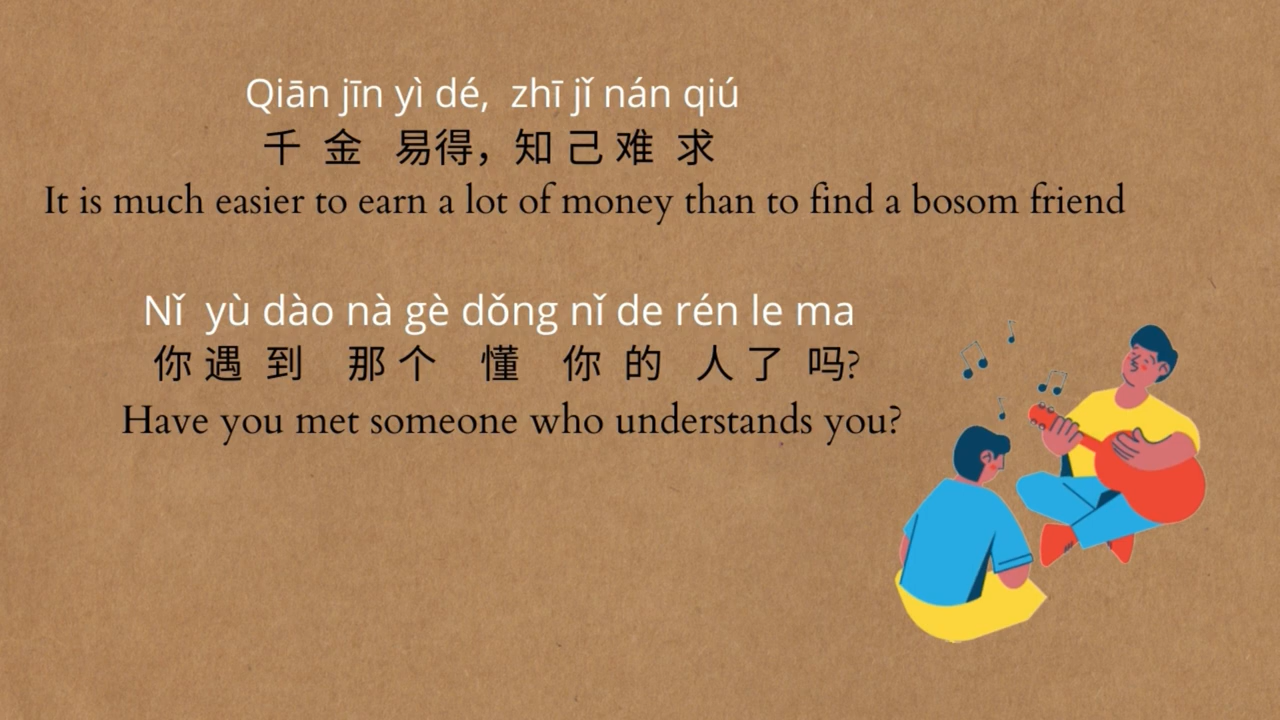 Qiān jīn yì dé, zhī jǐ nán qiú
千 金 易得，知 己 难 求
It is much easier to earn a lot of money than to find a bosom friend
Nǐ yù dào nà gè dǒng nǐ de rén le ma
你 遇 到 那 个 懂 你 的 人 了 吗?
Have you met someone who understands you?